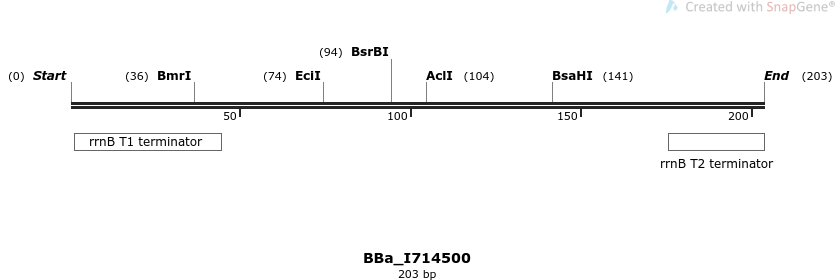 Created with SnapGene®
(94) BsrBI
(0) Start (36) BmrI (74) EciI AciI (104) BsaHI (141) End (203)
50 100 150 200
rrnB T1 terminator
rrnB T2 terminator
BBa_I714500
203 bp